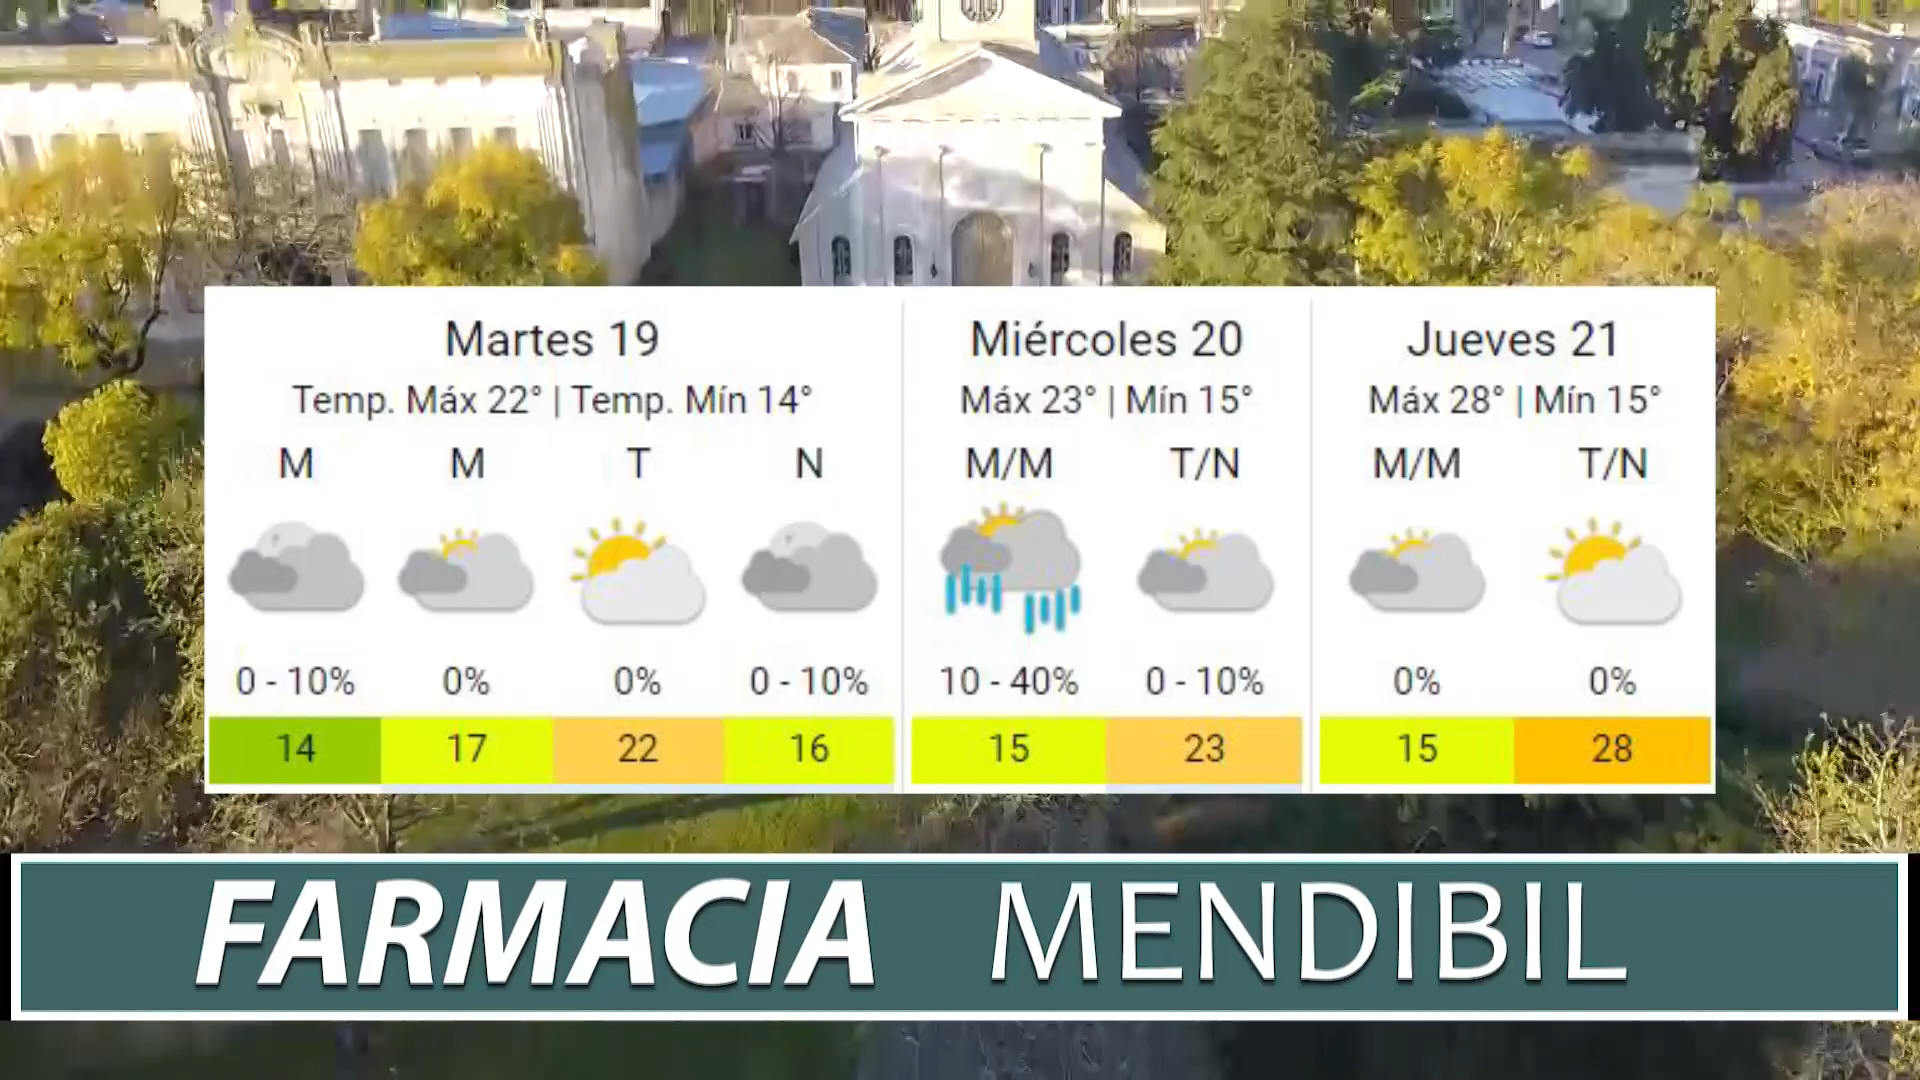 Martes 19
Temp. Máx 22° | Temp. Mín 14°
M M T N
0 - 10% 0% 0% 0 - 10%
14 17 22 16
Miércoles 20
Máx 23° | Mín 15°
M/M T/N
10 - 40% 0 - 10%
15 23
Jueves 21
Máx 28° | Mín 15°
M/M T/N
0% 0%
15 28
FARMACIA MENDIBIL